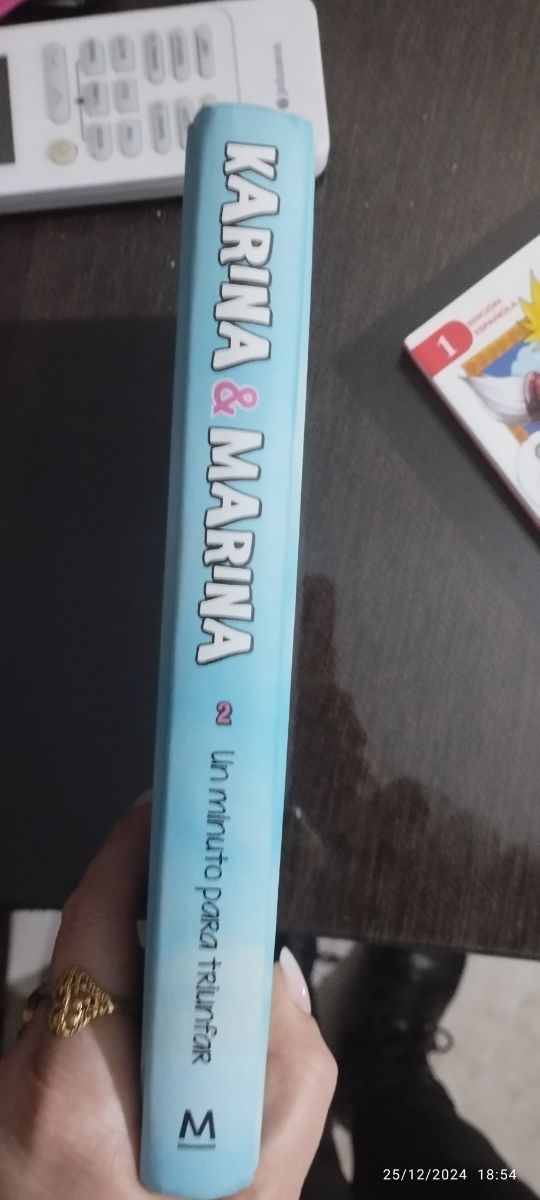 KARINA & MARINA 2 un minuto para triunfar M
1
EDICIÓN
ESPAÑOLA
25/12/2024 18:54